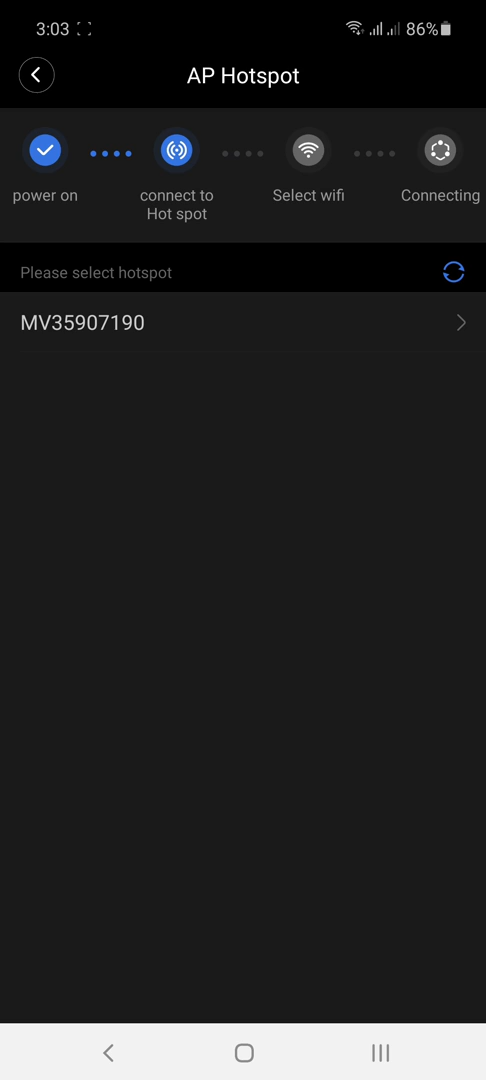 3:03
86%
AP Hotspot
power on
connect to
Hot spot
Select wifi
Connecting
Please select hotspot
MV35907190